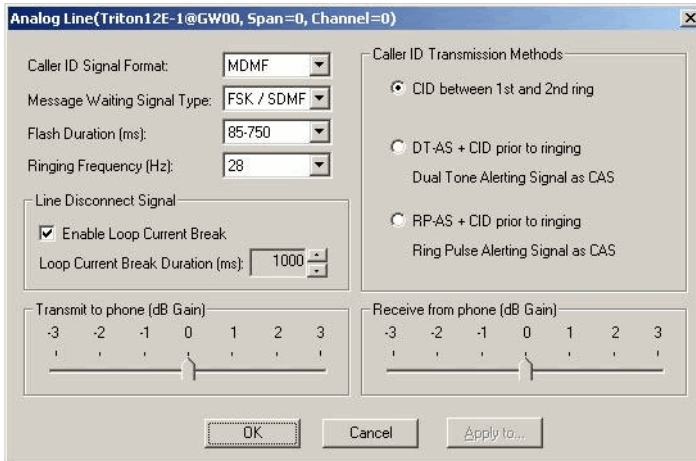 Analog Line(Triton12E-1@GW00, Span=0, Channel=0)
Caller ID Signal Format: MDMF
Message Waiting Signal Type: FSK / SDMF
Flash Duration (ms): 85-750
Ringing Frequency (Hz): 28
Line Disconnect Signal
Enable Loop Current Break
Loop Current Break Duration (ms): 1000
Caller ID Transmission Methods
CID between 1st and 2nd ring
DT-AS + CID prior to ringing
Dual Tone Alerting Signal as CAS
RP-AS + CID prior to ringing
Ring Pulse Alerting Signal as CAS
Transmit to phone (dB Gain)
-3 -2 -1 0 1 2 3
Receive from phone (dB Gain)
-3 -2 -1 0 1 2 3
OK Cancel Apply to...